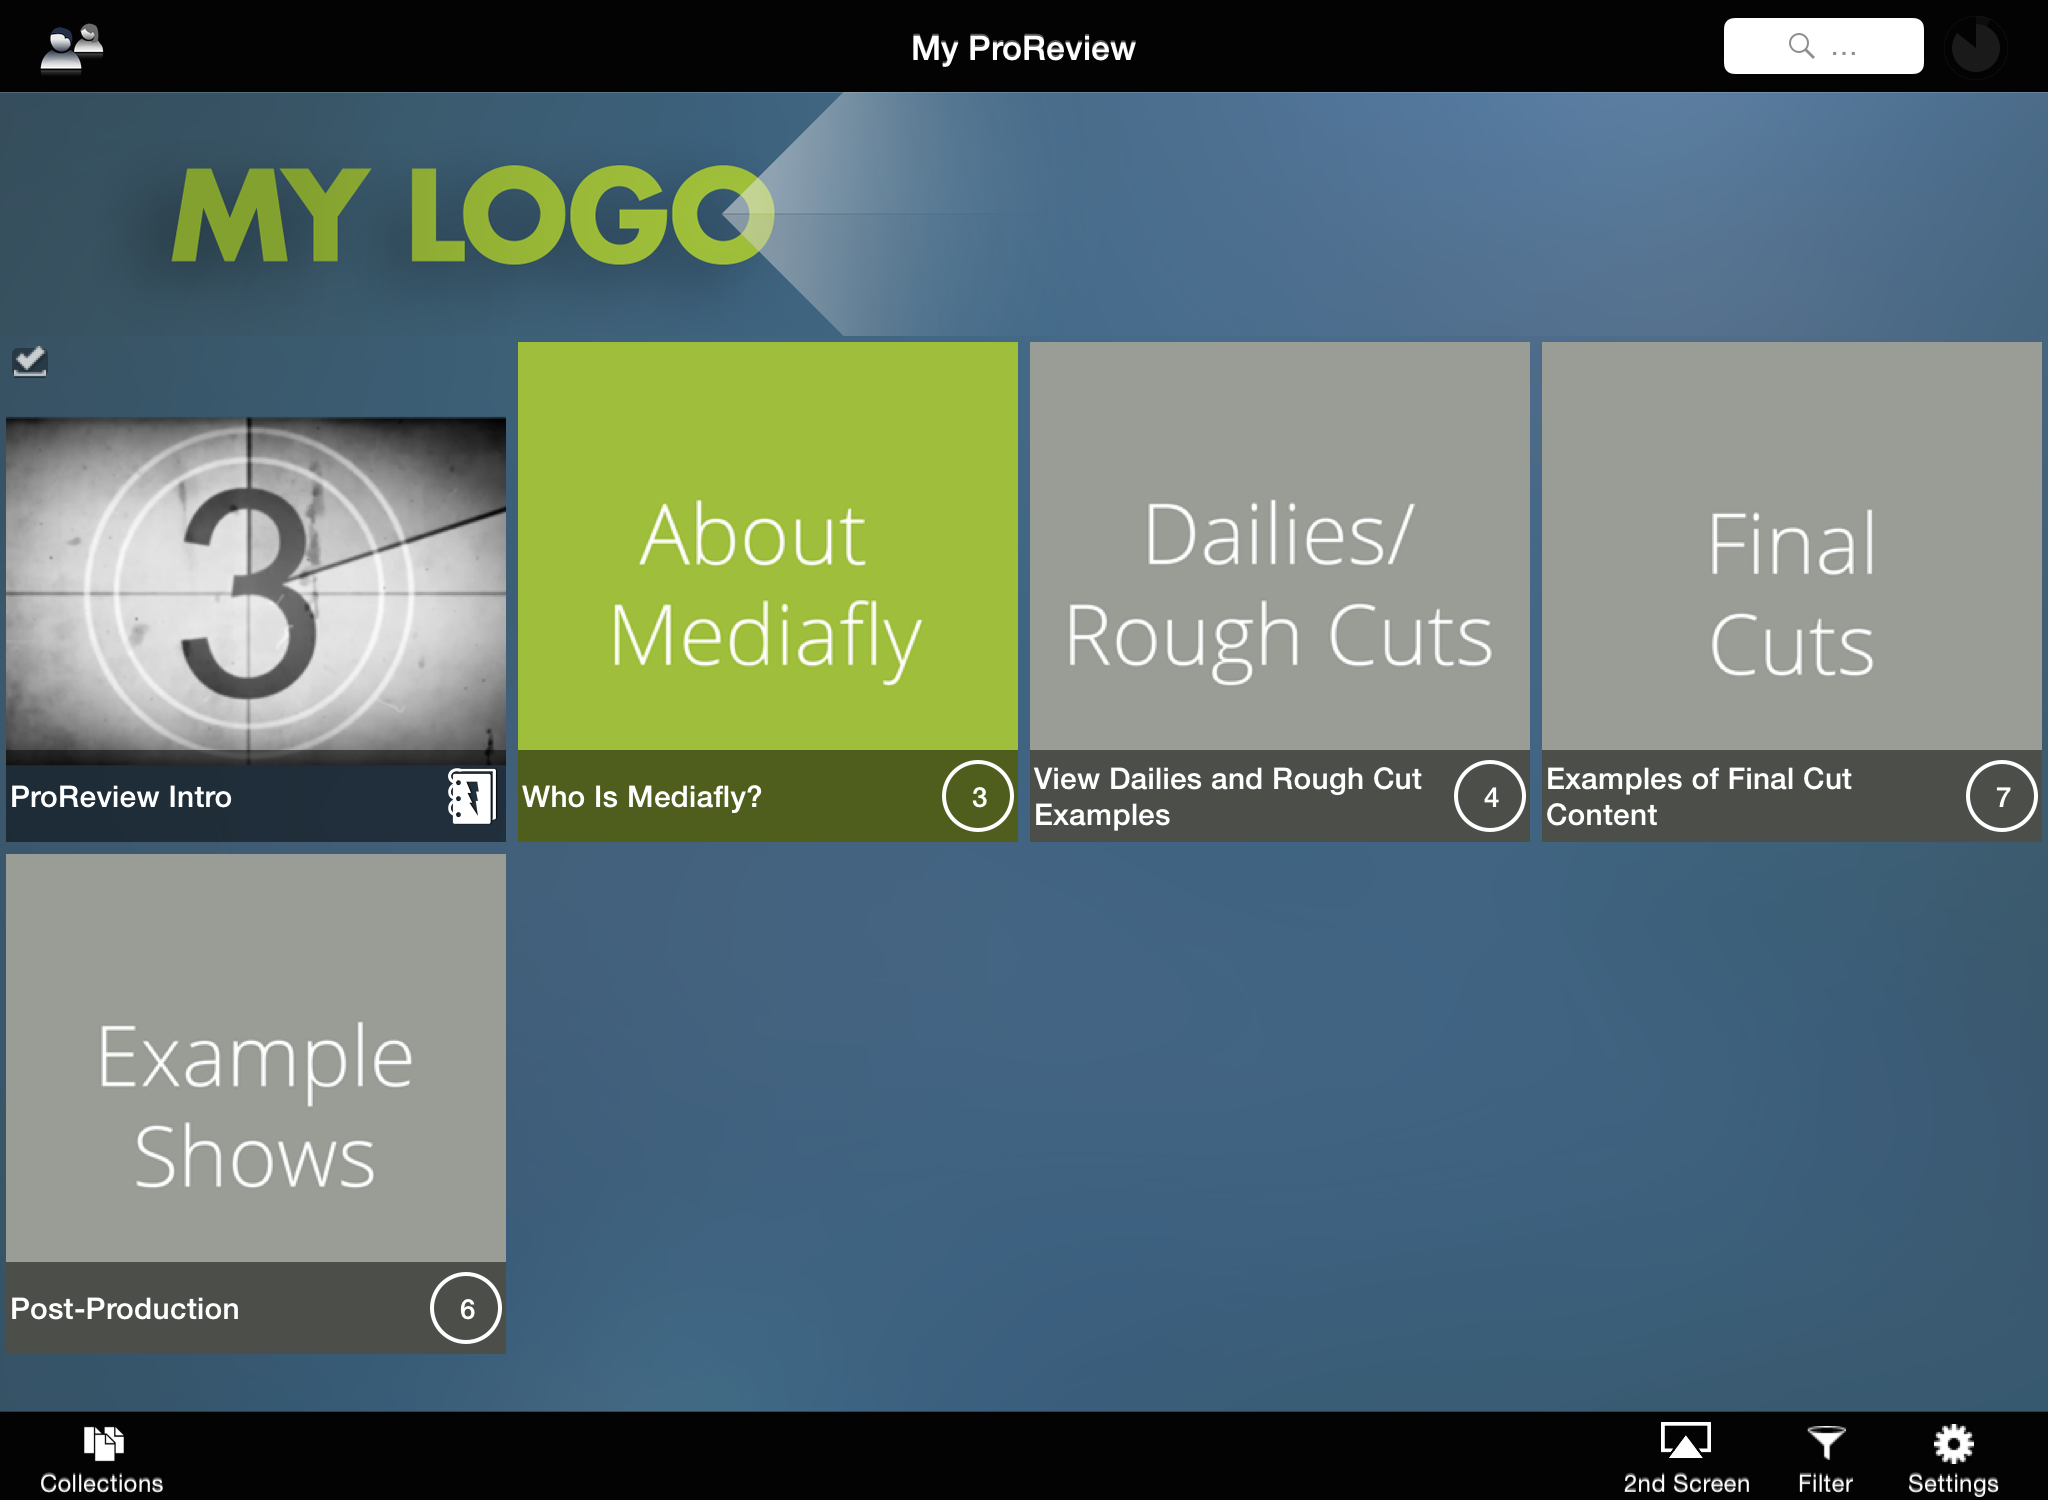 My ProReview
...
MY LOGO
3
ProReview Intro
About
Mediafly
Who Is Mediafly?
3
Dailies/
Rough Cuts
View Dailies and Rough Cut
Examples
4
Final
Cuts
Examples of Final Cut
Content
7
Example
Shows
Post-Production
6
Collections
2nd Screen
Filter
Settings